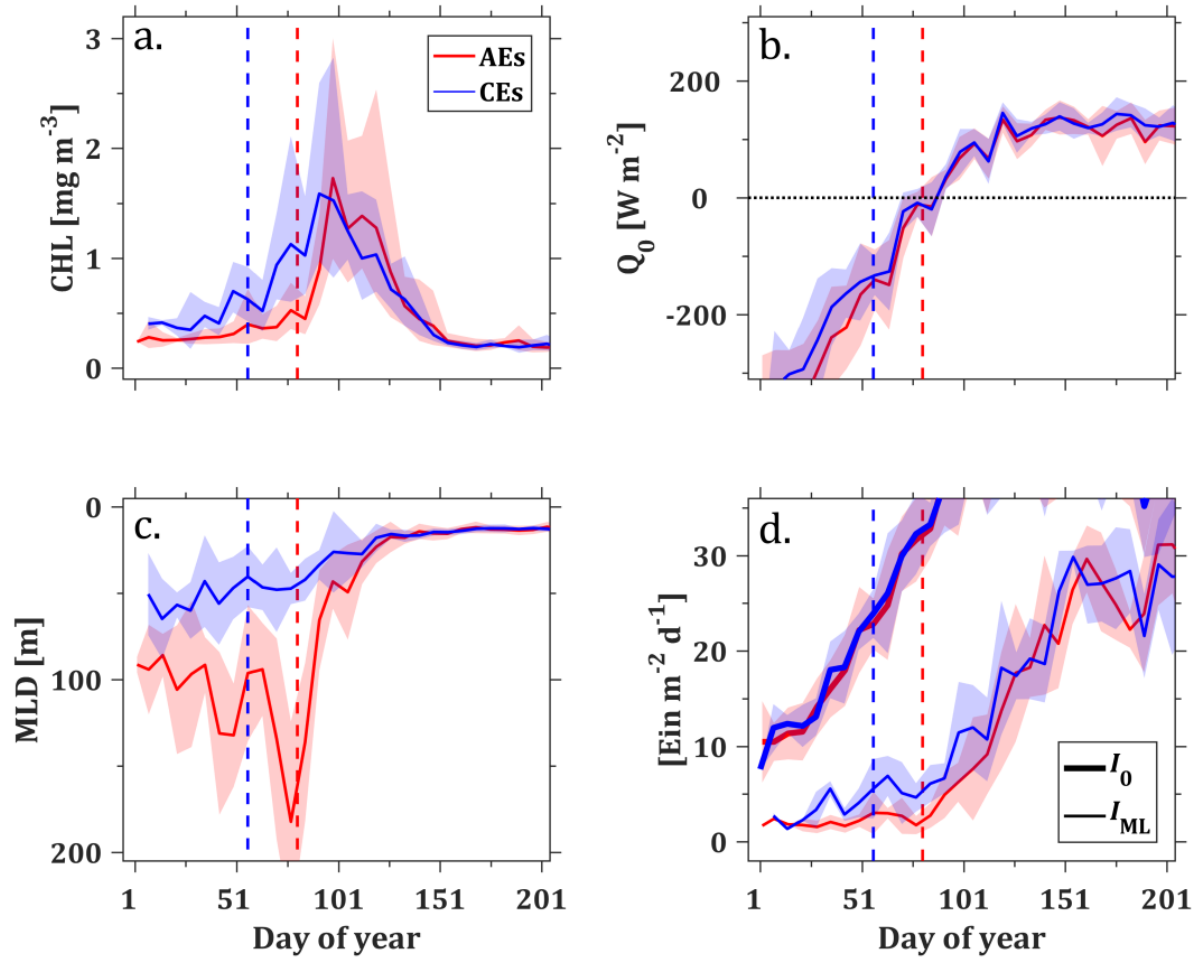 a.
AEs
CEs
3
2
1
0
CHL [mg m⁻³]
b.
200
0
-200
Q₀ [W m⁻²]
c.
0
100
200
MLD [m]
1 51 101 151 201
Day of year
d.
30
20
10
0
[Ein m⁻² d⁻¹]
I₀
I_ML
1 51 101 151 201
Day of year